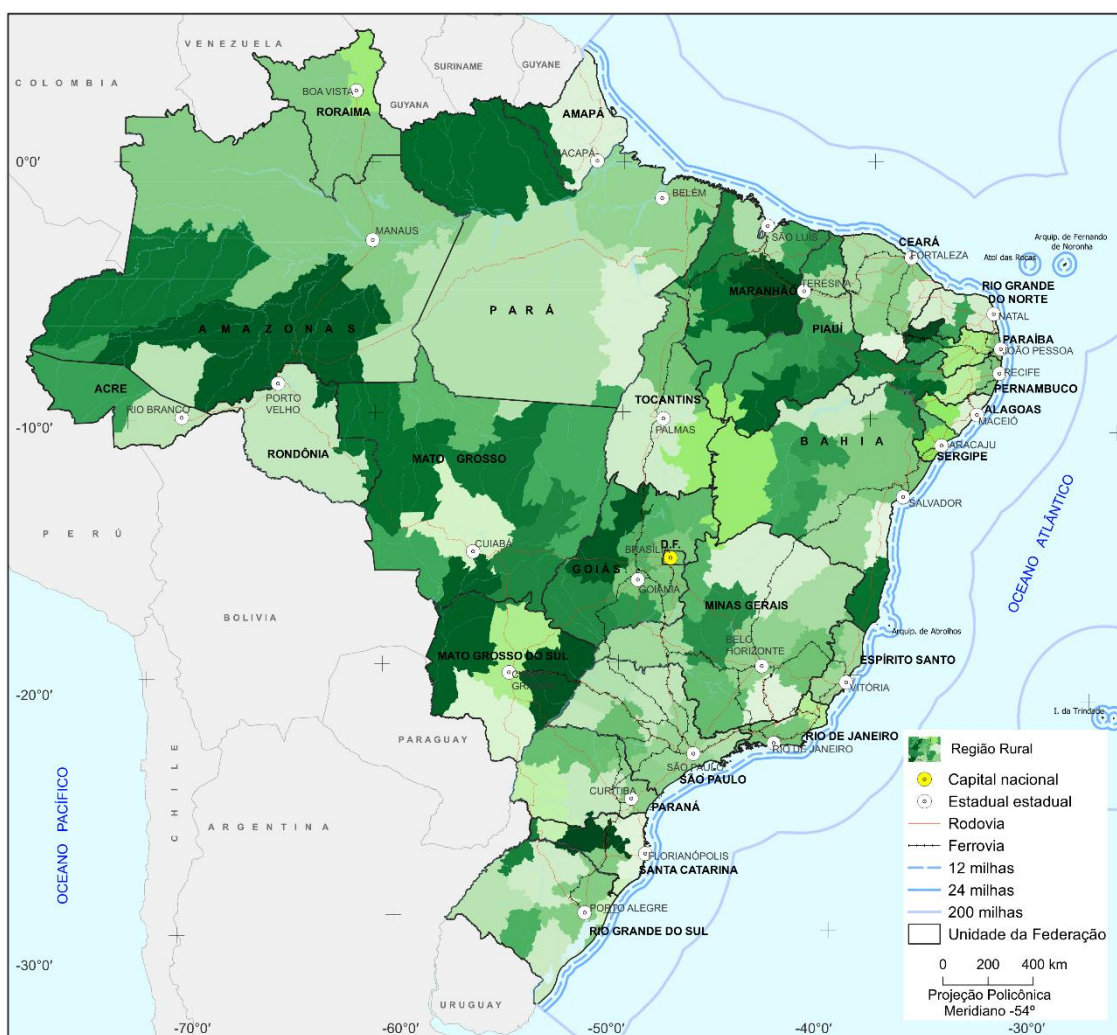 VENEZUELA
COLOMBIA
SURINAME
GUYANE
GUYANA
BOA VISTA
RORAIMA
AMAPÁ
MACAPÁ
0°0'
BELÉM
MANAUS
SÃO LUÍS
CEARÁ
FORTALEZA
Arquip. de Fernando
de Noronha
Atol das Rocas
MARANHÃO
TERESINA
RIO GRANDE
DO NORTE
NATAL
PARÁ
AMAZONAS
PIAUÍ
PARAÍBA
JOÃO PESSOA
RECIFE
PERNAMBUCO
ACRE
PORTO
VELHO
RIO BRANCO
TOCANTINS
PALMAS
ALAGOAS
MACEIÓ
-10°0'
BAHIA
ARACAJU
SERGIPE
RONDÔNIA
MATO GROSSO
SALVADOR
PERÚ
CUIABÁ
D.F.
BRASÍLIA
GOIÁS
GOIÂNIA
OCEANO ATLÂNTICO
BOLIVIA
MINAS GERAIS
Arquip. de Abrolhos
BELO
HORIZONTE
MATO GROSSO DO SUL
ESPÍRITO SANTO
VITÓRIA
-20°0'
I. da Trindade
PARAGUAY
RIO DE JANEIRO
RIO DE JANEIRO
SÃO PAULO
SÃO PAULO
CHILE
OCEANO PACÍFICO
CURITIBA
PARANÁ
ARGENTINA
FLORIANÓPOLIS
SANTA CATARINA
PORTO ALEGRE
RIO GRANDE DO SUL
-30°0'
URUGUAY
Região Rural
Capital nacional
Estadual estadual
Rodovia
Ferrovia
12 milhas
24 milhas
200 milhas
Unidade da Federação
0 200 400 km
Projeção Policônica
Meridiano -54º
-70°0' -60°0' -50°0' -40°0' -30°0'